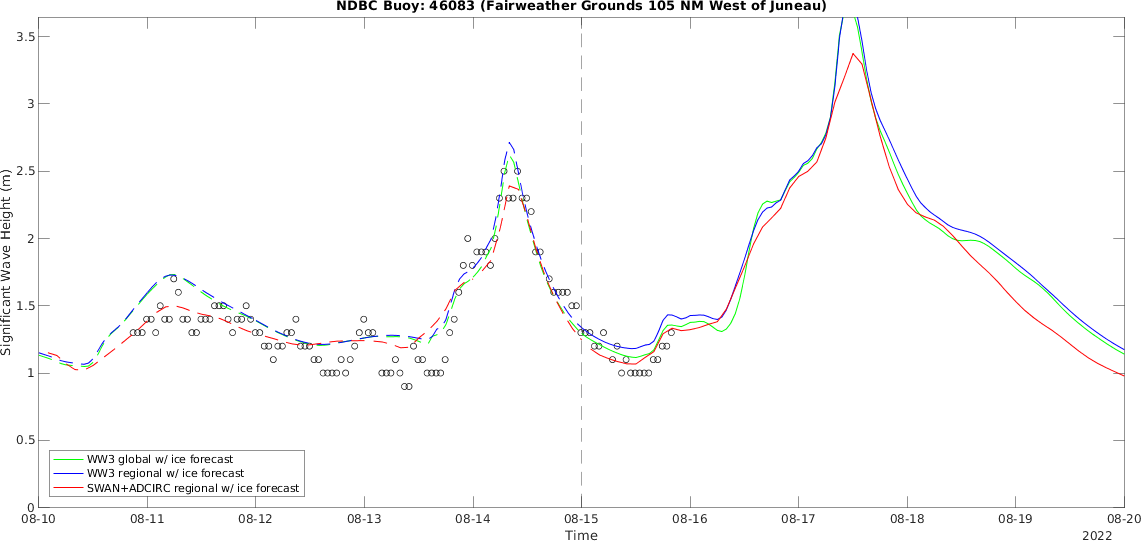 NDBC Buoy: 46083 (Fairweather Grounds 105 NM West of Juneau)
Significant Wave Height (m)
3.5
3
2.5
2
1.5
1
0.5
0
WW3 global w/ ice forecast
WW3 regional w/ ice forecast
SWAN+ADCIRC regional w/ ice forecast
08-10 08-11 08-12 08-13 08-14 08-15 08-16 08-17 08-18 08-19 08-20
Time
2022